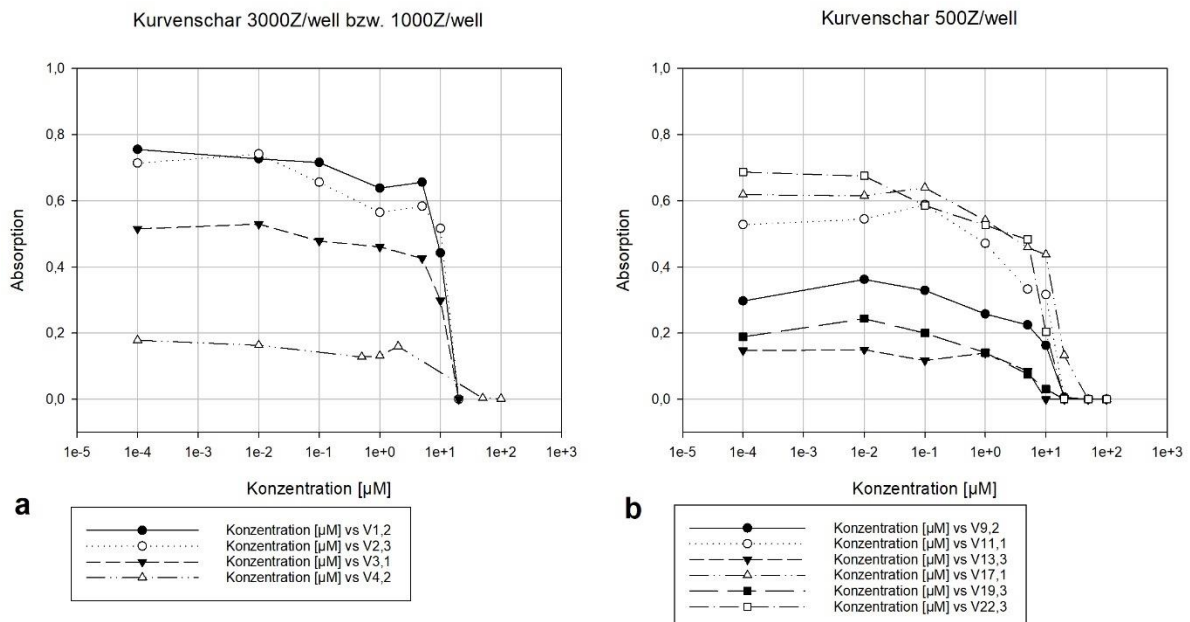 Kurvenschar 3000Z/well bzw. 1000Z/well
1,0
0,8
0,6
0,4
0,2
0,0
Absorption
1e-5 1e-4 1e-3 1e-2 1e-1 1e+0 1e+1 1e+2 1e+3
Konzentration [µM]
a
Konzentration [µM] vs V1,2
Konzentration [µM] vs V2,3
Konzentration [µM] vs V3,1
Konzentration [µM] vs V4,2
Kurvenschar 500Z/well
1,0
0,8
0,6
0,4
0,2
0,0
Absorption
1e-5 1e-4 1e-3 1e-2 1e-1 1e+0 1e+1 1e+2 1e+3
Konzentration [µM]
b
Konzentration [µM] vs V9,2
Konzentration [µM] vs V11,1
Konzentration [µM] vs V13,3
Konzentration [µM] vs V17,1
Konzentration [µM] vs V19,3
Konzentration [µM] vs V22,3